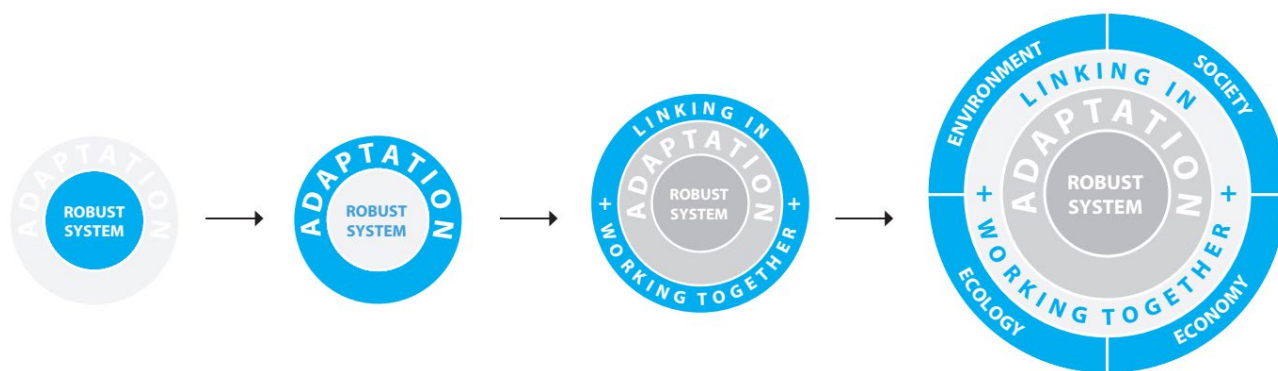 ADAPTATION
ROBUST
SYSTEM
ADAPTATION
ROBUST
SYSTEM
LINKING IN
ADAPTATION
ROBUST
SYSTEM
+ WORKING TOGETHER +
ENVIRONMENT
SOCIETY
LINKING IN
ADAPTATION
ROBUST
SYSTEM
+ WORKING TOGETHER +
ECOLOGY
ECONOMY